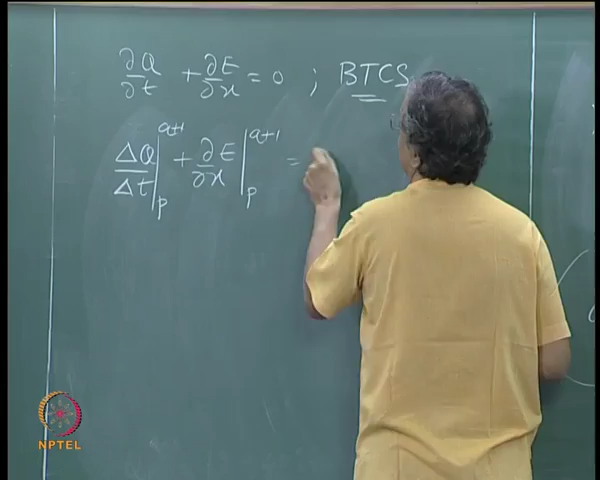 ∂Q/∂t + ∂E/∂x = 0 ; BTCS
ΔQ/Δt |_p^{q+1} + ∂E/∂x |_p^{q+1} =
NPTEL